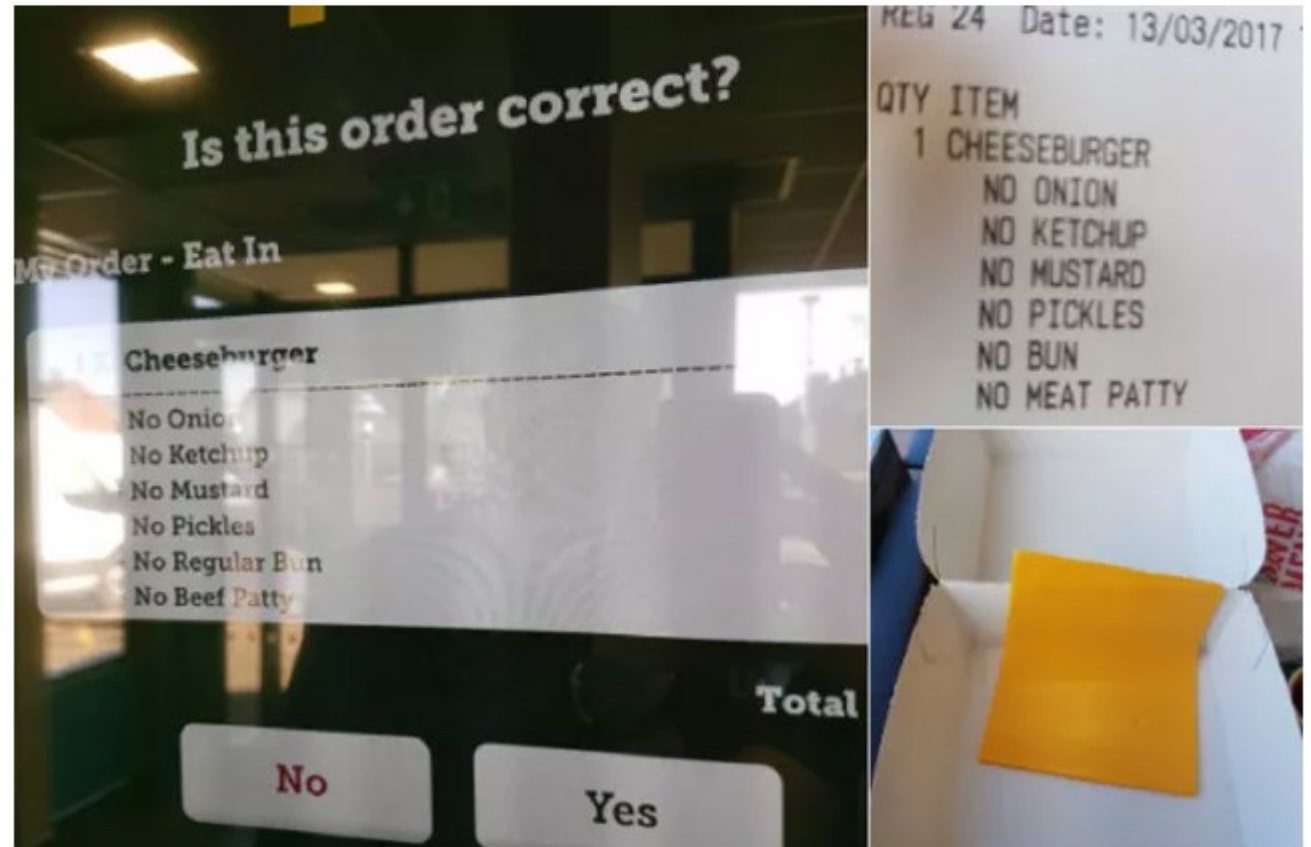 Is this order correct?
My Order - Eat In
Cheeseburger
No Onion
No Ketchup
No Mustard
No Pickles
No Regular Bun
No Beef Patty
Total
No
Yes
REG 24 Date: 13/03/2017
QTY ITEM
1 CHEESEBURGER
NO ONION
NO KETCHUP
NO MUSTARD
NO PICKLES
NO BUN
NO MEAT PATTY